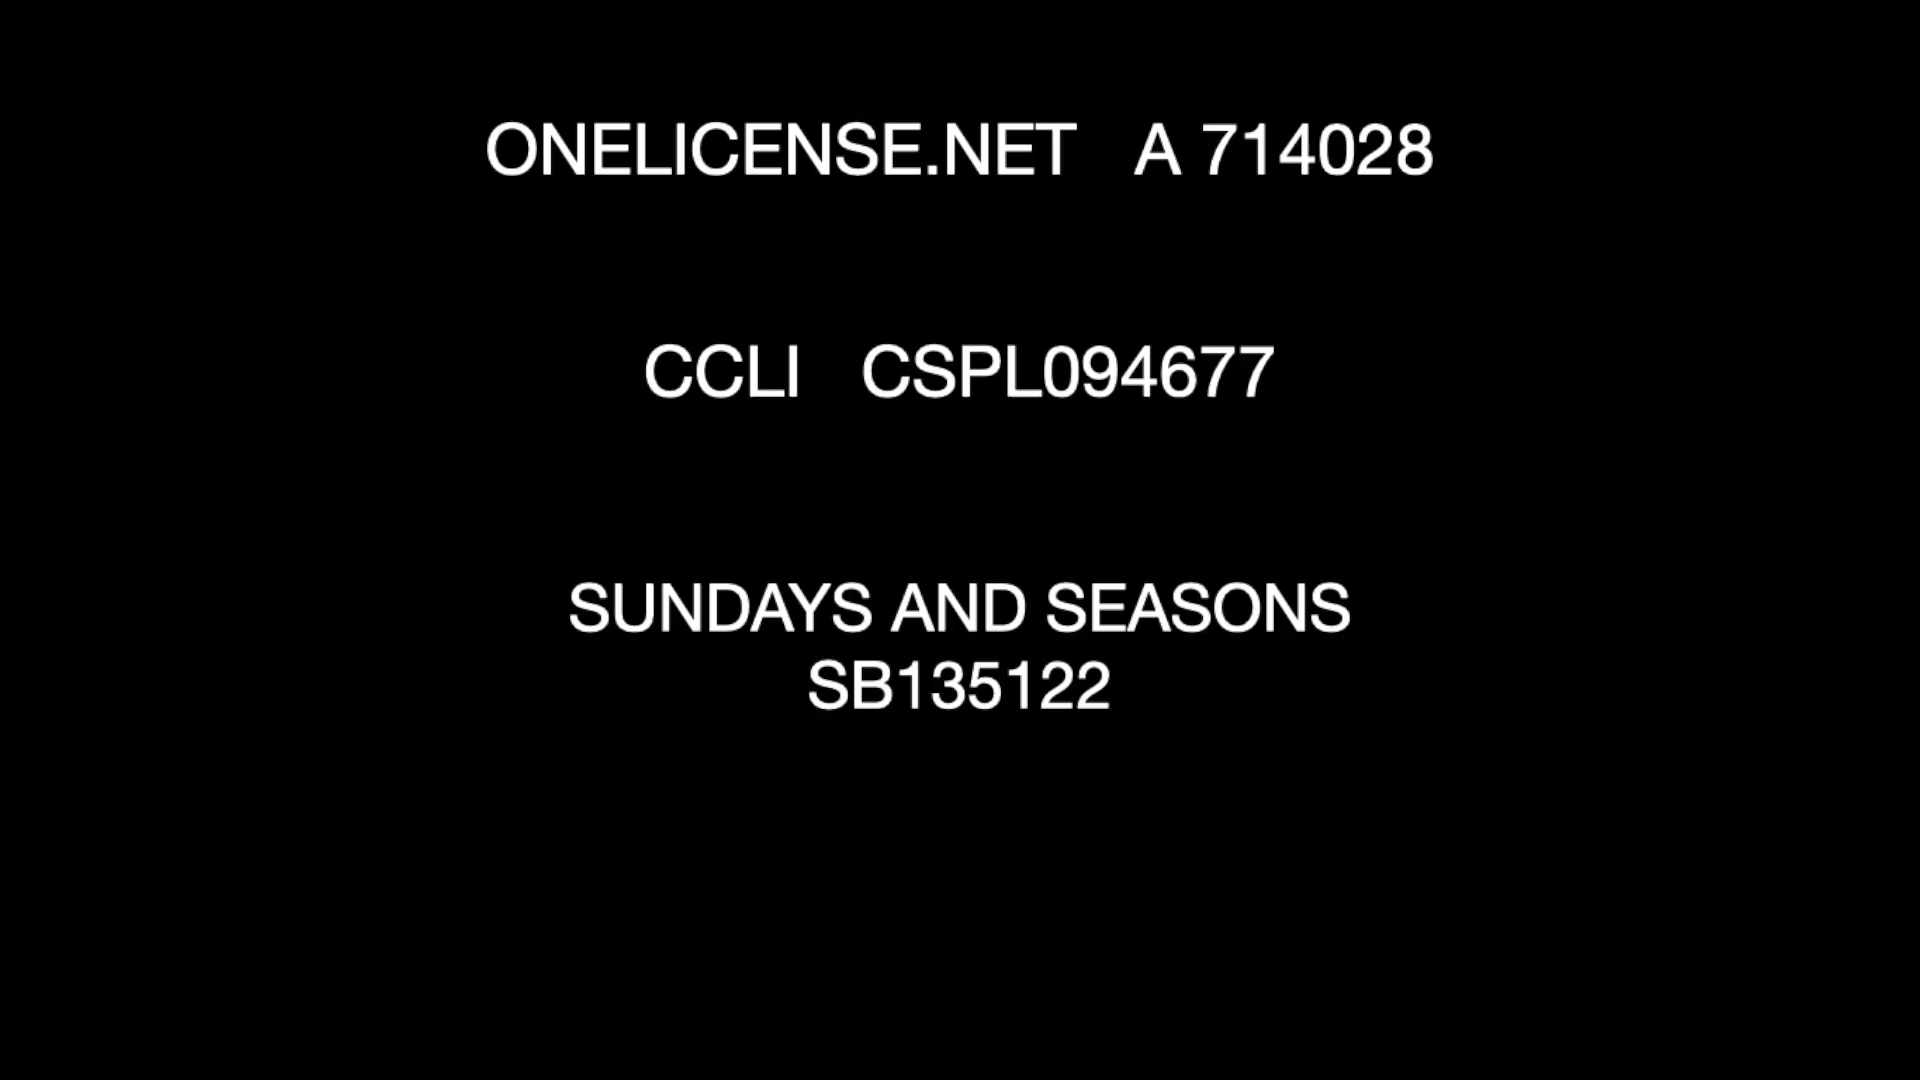 ONELICENSE.NET   A 714028
CCLI   CSPL094677
SUNDAYS AND SEASONS
SB135122